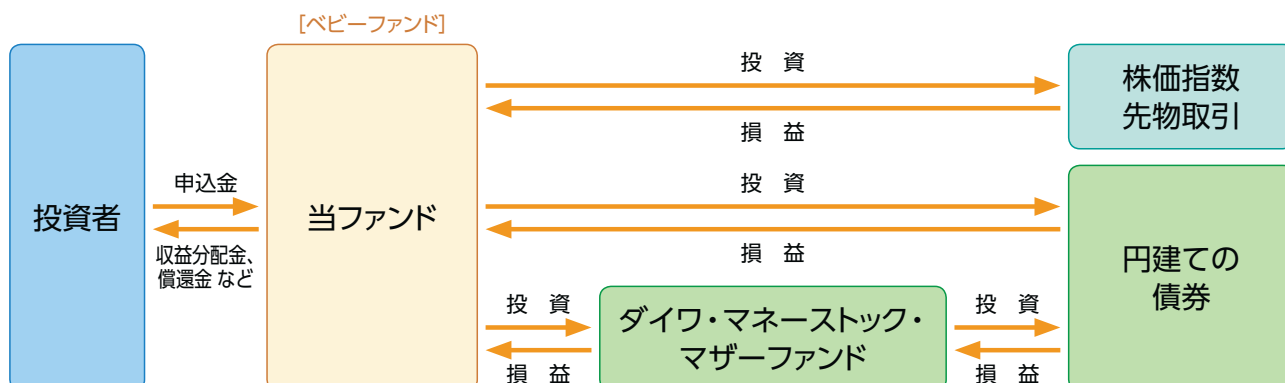 [ベビーファンド]
投 資
株価指数
先物取引
損 益
申込金
投資者
当ファンド
収益分配金、
償還金 など
投 資
損 益
円建ての
債券
投 資
ダイワ・マネーストック・
マザーファンド
投 資
損 益
損 益